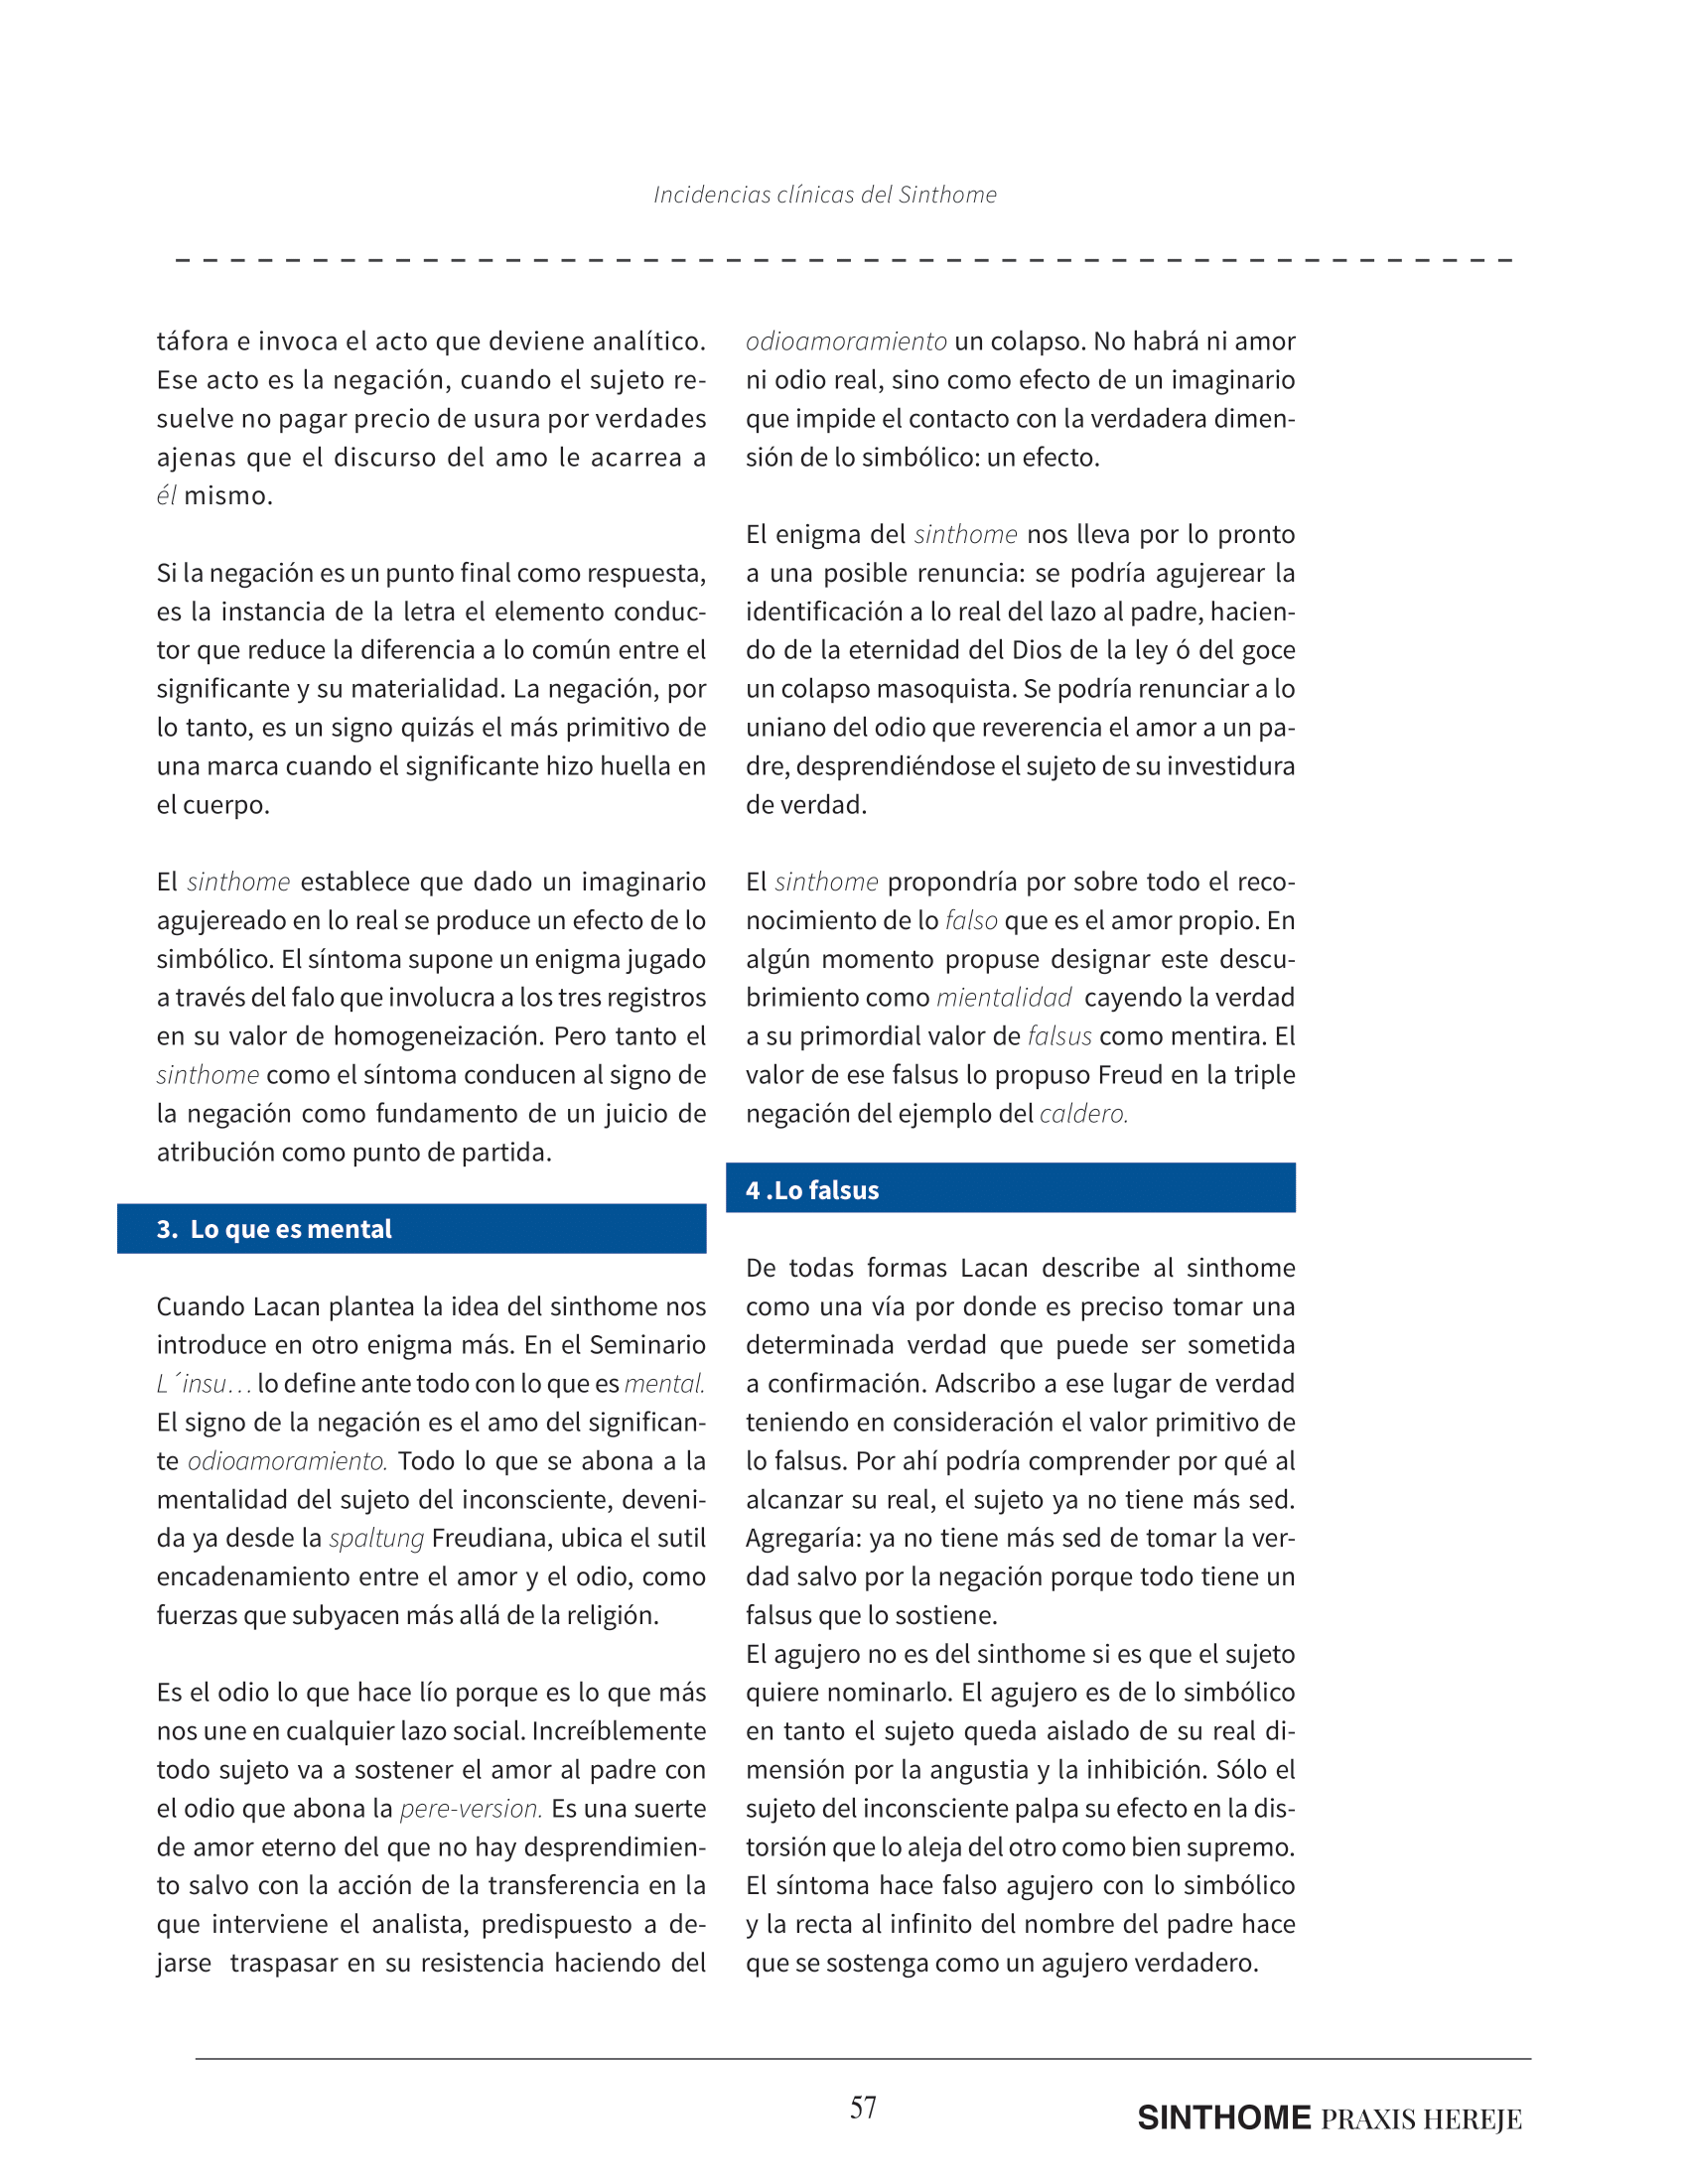 Incidencias clínicas del Sinthome
táfora e invoca el acto que deviene analítico.
Ese acto es la negación, cuando el sujeto re-
suelve no pagar precio de usura por verdades
ajenas que el discurso del amo le acarrea a
él mismo.
Si la negación es un punto final como respuesta,
es la instancia de la letra el elemento conduc-
tor que reduce la diferencia a lo común entre el
significante y su materialidad. La negación, por
lo tanto, es un signo quizás el más primitivo de
una marca cuando el significante hizo huella en
el cuerpo.
El sinthome establece que dado un imaginario
agujereado en lo real se produce un efecto de lo
simbólico. El síntoma supone un enigma jugado
a través del falo que involucra a los tres registros
en su valor de homogeneización. Pero tanto el
sinthome como el síntoma conducen al signo de
la negación como fundamento de un juicio de
atribución como punto de partida.
3. Lo que es mental
Cuando Lacan plantea la idea del sinthome nos
introduce en otro enigma más. En el Seminario
L´insu… lo define ante todo con lo que es mental.
El signo de la negación es el amo del significan-
te odioamoramiento. Todo lo que se abona a la
mentalidad del sujeto del inconsciente, deveni-
da ya desde la spaltung Freudiana, ubica el sutil
encadenamiento entre el amor y el odio, como
fuerzas que subyacen más allá de la religión.
Es el odio lo que hace lío porque es lo que más
nos une en cualquier lazo social. Increíblemente
todo sujeto va a sostener el amor al padre con
el odio que abona la pere-version. Es una suerte
de amor eterno del que no hay desprendimien-
to salvo con la acción de la transferencia en la
que interviene el analista, predispuesto a de-
jarse traspasar en su resistencia haciendo del
odioamoramiento un colapso. No habrá ni amor
ni odio real, sino como efecto de un imaginario
que impide el contacto con la verdadera dimen-
sión de lo simbólico: un efecto.
El enigma del sinthome nos lleva por lo pronto
a una posible renuncia: se podría agujerear la
identificación a lo real del lazo al padre, hacien-
do de la eternidad del Dios de la ley ó del goce
un colapso masoquista. Se podría renunciar a lo
uniano del odio que reverencia el amor a un pa-
dre, desprendiéndose el sujeto de su investidura
de verdad.
El sinthome propondría por sobre todo el reco-
nocimiento de lo falso que es el amor propio. En
algún momento propuse designar este descu-
brimiento como mientalidad cayendo la verdad
a su primordial valor de falsus como mentira. El
valor de ese falsus lo propuso Freud en la triple
negación del ejemplo del caldero.
4 .Lo falsus
De todas formas Lacan describe al sinthome
como una vía por donde es preciso tomar una
determinada verdad que puede ser sometida
a confirmación. Adscribo a ese lugar de verdad
teniendo en consideración el valor primitivo de
lo falsus. Por ahí podría comprender por qué al
alcanzar su real, el sujeto ya no tiene más sed.
Agregaría: ya no tiene más sed de tomar la ver-
dad salvo por la negación porque todo tiene un
falsus que lo sostiene.
El agujero no es del sinthome si es que el sujeto
quiere nominarlo. El agujero es de lo simbólico
en tanto el sujeto queda aislado de su real di-
mensión por la angustia y la inhibición. Sólo el
sujeto del inconsciente palpa su efecto en la dis-
torsión que lo aleja del otro como bien supremo.
El síntoma hace falso agujero con lo simbólico
y la recta al infinito del nombre del padre hace
que se sostenga como un agujero verdadero.
57
SINTHOME PRAXIS HEREJE